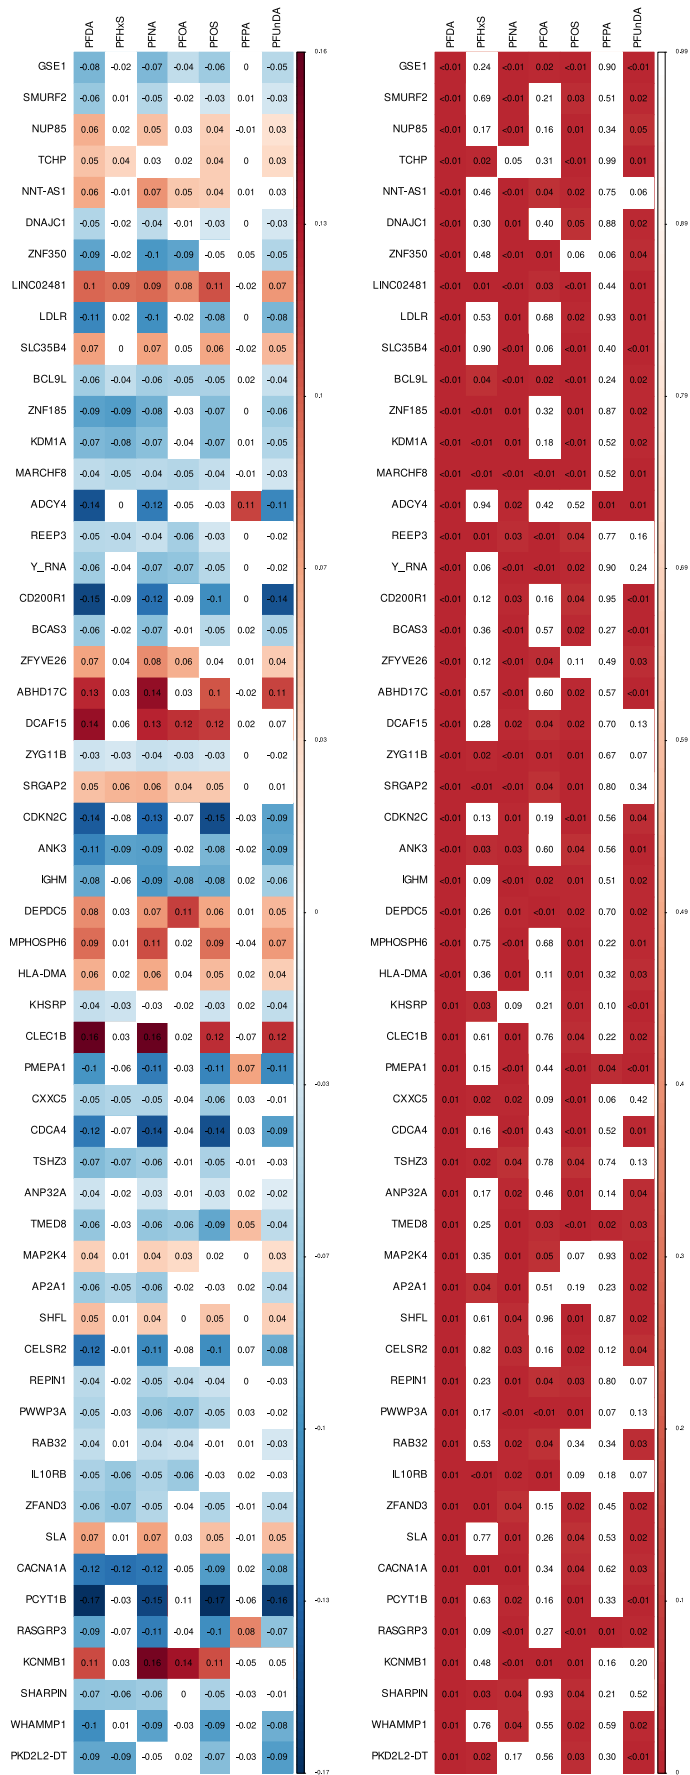 PFDA PFHxS PFNA PFOA PFOS PFPA PFUnDA PFDA PFHxS PFNA PFOA PFOS PFPA PFUnDA
GSE1 -0.08 -0.02 -0.07 -0.04 -0.06 0 -0.05 GSE1 <0.01 0.24 <0.01 0.02 <0.01 0.90 <0.01
SMURF2 -0.06 0.01 -0.05 -0.02 -0.03 0.01 -0.03 SMURF2 <0.01 0.69 <0.01 0.21 0.03 0.51 0.02
NUP85 0.06 0.02 0.05 0.03 0.04 -0.01 0.03 NUP85 <0.01 0.17 <0.01 0.16 0.01 0.34 0.05
TCHP 0.05 0.04 0.03 0.02 0.04 0 0.03 TCHP <0.01 0.02 0.05 0.31 <0.01 0.99 0.01
NNT-AS1 0.06 -0.01 0.07 0.05 0.04 0.01 0.03 NNT-AS1 <0.01 0.46 <0.01 0.04 0.02 0.75 0.06
DNAJC1 -0.05 -0.02 -0.04 -0.01 -0.03 0 -0.03 DNAJC1 <0.01 0.30 0.01 0.40 0.05 0.88 0.02
ZNF350 -0.09 -0.02 -0.1 -0.09 -0.05 0.05 -0.05 ZNF350 <0.01 0.48 <0.01 0.01 0.06 0.06 0.04
LINC02481 0.1 0.09 0.09 0.08 0.11 -0.02 0.07 LINC02481 <0.01 0.01 <0.01 0.03 <0.01 0.44 0.01
LDLR -0.11 0.02 -0.1 -0.02 -0.08 0 -0.08 LDLR <0.01 0.53 0.01 0.68 0.02 0.93 0.01
SLC35B4 0.07 0 0.07 0.05 0.06 -0.02 0.05 SLC35B4 <0.01 0.90 <0.01 0.06 <0.01 0.40 <0.01
BCL9L -0.06 -0.04 -0.06 -0.05 -0.05 0.02 -0.04 BCL9L <0.01 0.04 <0.01 0.02 <0.01 0.24 0.02
ZNF185 -0.09 -0.09 -0.08 -0.03 -0.07 0 -0.06 ZNF185 <0.01 <0.01 0.01 0.32 0.01 0.87 0.02
KDM1A -0.07 -0.08 -0.07 -0.04 -0.07 0.01 -0.05 KDM1A <0.01 <0.01 0.01 0.18 <0.01 0.52 0.02
MARCHF8 -0.04 -0.05 -0.04 -0.05 -0.04 -0.01 -0.03 MARCHF8 <0.01 <0.01 <0.01 <0.01 <0.01 0.52 0.01
ADCY4 -0.14 0 -0.12 -0.05 -0.03 0.11 -0.11 ADCY4 <0.01 0.94 0.02 0.42 0.52 0.01 0.01
REEP3 -0.05 -0.04 -0.04 -0.06 -0.03 0 -0.02 REEP3 <0.01 0.01 0.03 <0.01 0.04 0.77 0.16
Y_RNA -0.06 -0.04 -0.07 -0.07 -0.05 0 -0.02 Y_RNA <0.01 0.06 <0.01 <0.01 0.02 0.90 0.24
CD200R1 -0.15 -0.09 -0.12 -0.09 -0.1 0 -0.14 CD200R1 <0.01 0.12 0.03 0.16 0.04 0.95 <0.01
BCAS3 -0.06 -0.02 -0.07 -0.01 -0.05 0.02 -0.05 BCAS3 <0.01 0.36 <0.01 0.57 0.02 0.27 <0.01
ZFYVE26 0.07 0.04 0.08 0.06 0.04 0.01 0.04 ZFYVE26 <0.01 0.12 <0.01 0.04 0.11 0.49 0.03
ABHD17C 0.13 0.03 0.14 0.03 0.1 -0.02 0.11 ABHD17C <0.01 0.57 <0.01 0.60 0.02 0.57 <0.01
DCAF15 0.14 0.06 0.13 0.12 0.12 0.02 0.07 DCAF15 <0.01 0.28 0.02 0.04 0.02 0.70 0.13
ZYG11B -0.03 -0.03 -0.04 -0.03 -0.03 0 -0.02 ZYG11B <0.01 0.02 <0.01 0.01 0.01 0.67 0.07
SRGAP2 0.05 0.06 0.06 0.04 0.05 0 0.01 SRGAP2 <0.01 <0.01 <0.01 0.04 0.01 0.80 0.34
CDKN2C -0.14 -0.08 -0.13 -0.07 -0.15 -0.03 -0.09 CDKN2C <0.01 0.13 0.01 0.19 <0.01 0.56 0.04
ANK3 -0.11 -0.09 -0.09 -0.02 -0.08 -0.02 -0.09 ANK3 <0.01 0.03 0.03 0.60 0.04 0.56 0.01
IGHM -0.08 -0.06 -0.09 -0.08 -0.08 0.02 -0.06 IGHM <0.01 0.09 <0.01 0.02 0.01 0.51 0.02
DEPDC5 0.08 0.03 0.07 0.11 0.06 0.01 0.05 DEPDC5 <0.01 0.26 0.01 <0.01 0.02 0.70 0.02
MPHOSPH6 0.09 0.01 0.11 0.02 0.09 -0.04 0.07 MPHOSPH6 <0.01 0.75 <0.01 0.68 0.01 0.22 0.01
HLA-DMA 0.06 0.02 0.06 0.04 0.05 0.02 0.04 HLA-DMA <0.01 0.36 0.01 0.11 0.01 0.32 0.03
KHSRP -0.04 -0.03 -0.03 -0.02 -0.04 -0.02 -0.04 KHSRP 0.01 0.03 0.09 0.21 0.01 0.10 <0.01
CLEC1B 0.16 0.03 0.16 0.02 0.12 -0.07 0.12 CLEC1B 0.01 0.61 0.01 0.76 0.04 0.22 0.02
PMEPA1 -0.1 -0.06 -0.11 -0.03 -0.11 0.07 -0.11 PMEPA1 0.01 0.15 <0.01 0.44 <0.01 0.04 <0.01
CXXC5 -0.05 -0.05 -0.05 -0.04 -0.06 0.03 -0.01 CXXC5 0.01 0.02 0.02 0.09 <0.01 0.06 0.42
CDCA4 -0.12 -0.07 -0.14 -0.04 -0.14 0.03 -0.09 CDCA4 0.01 0.16 <0.01 0.43 <0.01 0.52 0.01
TSHZ3 -0.07 -0.07 -0.06 -0.01 -0.05 -0.01 -0.03 TSHZ3 0.01 0.02 0.04 0.78 0.04 0.74 0.13
ANP32A -0.04 -0.02 -0.03 -0.01 -0.03 0.02 -0.02 ANP32A 0.01 0.17 0.02 0.46 0.01 0.14 0.04
TMED8 -0.06 -0.03 -0.06 -0.06 -0.09 0.05 -0.04 TMED8 0.01 0.25 0.01 0.03 <0.01 0.02 0.03
MAP2K4 0.04 0.01 0.04 0.03 0.02 0 0.03 MAP2K4 0.01 0.35 0.01 0.05 0.07 0.93 0.02
AP2A1 -0.06 -0.05 -0.06 -0.02 -0.03 0.02 -0.04 AP2A1 0.01 0.04 0.01 0.51 0.19 0.23 0.02
SHFL 0.05 0.01 0.04 0 0.05 0 0.04 SHFL 0.01 0.61 0.04 0.96 0.01 0.87 0.02
CELSR2 -0.12 -0.01 -0.11 -0.08 -0.1 0.07 -0.08 CELSR2 0.01 0.82 0.03 0.16 0.02 0.12 0.04
REPIN1 -0.04 -0.02 -0.05 -0.04 -0.04 0 -0.03 REPIN1 0.01 0.23 0.01 0.04 0.03 0.80 0.07
PWWP3A -0.05 -0.03 -0.06 -0.07 -0.05 0.03 -0.02 PWWP3A 0.01 0.17 <0.01 <0.01 0.01 0.07 0.13
RAB32 -0.04 0.01 -0.04 -0.04 -0.01 0.01 -0.03 RAB32 0.01 0.53 0.02 0.04 0.34 0.34 0.03
IL10RB -0.05 -0.06 -0.05 -0.06 -0.03 0.02 -0.03 IL10RB 0.01 <0.01 0.02 0.01 0.09 0.18 0.07
ZFAND3 -0.06 -0.07 -0.05 -0.04 -0.05 -0.01 -0.04 ZFAND3 0.01 0.01 0.04 0.15 0.02 0.45 0.02
SLA 0.07 0.01 0.07 0.03 0.05 -0.01 0.05 SLA 0.01 0.77 0.01 0.26 0.04 0.53 0.02
CACNA1A -0.12 -0.12 -0.12 -0.05 -0.09 0.02 -0.08 CACNA1A 0.01 0.01 0.01 0.34 0.04 0.62 0.03
PCYT1B -0.17 -0.03 -0.15 0.11 -0.17 -0.06 -0.16 PCYT1B 0.01 0.63 0.02 0.16 0.01 0.33 <0.01
RASGRP3 -0.09 -0.07 -0.11 -0.04 -0.1 0.08 -0.07 RASGRP3 0.01 0.09 <0.01 0.27 <0.01 0.01 0.02
KCNMB1 0.11 0.03 0.16 0.14 0.11 -0.05 0.05 KCNMB1 0.01 0.48 <0.01 0.01 0.01 0.16 0.20
SHARPIN -0.07 -0.06 -0.06 0 -0.05 -0.03 -0.01 SHARPIN 0.01 0.03 0.04 0.93 0.04 0.21 0.52
WHAMMP1 -0.1 0.01 -0.09 -0.03 -0.09 -0.02 -0.08 WHAMMP1 0.01 0.76 0.04 0.55 0.02 0.59 0.02
PKD2L2-DT -0.09 -0.09 -0.05 0.02 -0.07 -0.03 -0.09 PKD2L2-DT 0.01 0.02 0.17 0.56 0.03 0.30 <0.01
0.16
0.13
0.1
0.07
0.03
0
-0.03
-0.07
-0.1
-0.13
-0.17
0.99
0.89
0.79
0.69
0.59
0.49
0.4
0.3
0.2
0.1
0